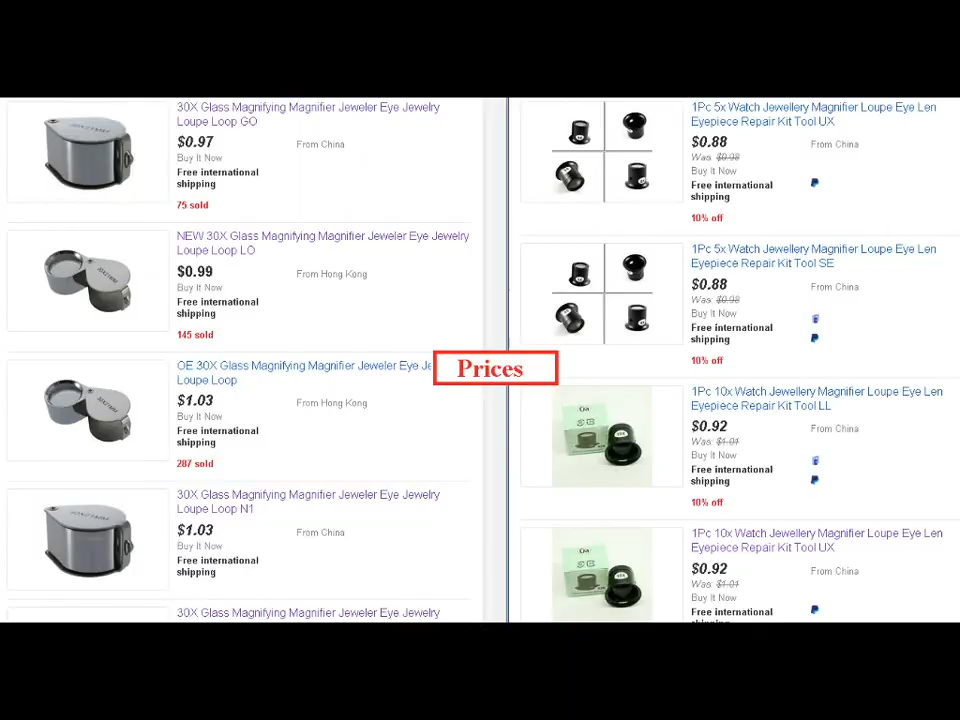 30X Glass Magnifying Magnifier Jeweler Eye Jewelry
Loupe Loop GO
$0.97
From China
Buy It Now
Free international
shipping
75 sold
NEW 30X Glass Magnifying Magnifier Jeweler Eye Jewelry
Loupe Loop LO
$0.99
From Hong Kong
Buy It Now
Free international
shipping
145 sold
OE 30X Glass Magnifying Magnifier Jeweler Eye Je
Loupe Loop
$1.03
From Hong Kong
Buy It Now
Free international
shipping
287 sold
30X Glass Magnifying Magnifier Jeweler Eye Jewelry
Loupe Loop N1
$1.03
From China
Buy It Now
Free international
shipping
30X Glass Magnifying Magnifier Jeweler Eye Jewelry
Prices
1Pc 5x Watch Jewellery Magnifier Loupe Eye Len
Eyepiece Repair Kit Tool UX
$0.88
From China
Was: $0.98
Buy It Now
Free international
shipping
10% off
1Pc 5x Watch Jewellery Magnifier Loupe Eye Len
Eyepiece Repair Kit Tool SE
$0.88
From China
Was: $0.98
Buy It Now
Free international
shipping
10% off
1Pc 10x Watch Jewellery Magnifier Loupe Eye Len
Eyepiece Repair Kit Tool LL
$0.92
From China
Was: $1.01
Buy It Now
Free international
shipping
10% off
1Pc 10x Watch Jewellery Magnifier Loupe Eye Len
Eyepiece Repair Kit Tool UX
$0.92
From China
Was: $1.01
Buy It Now
Free international
shipping